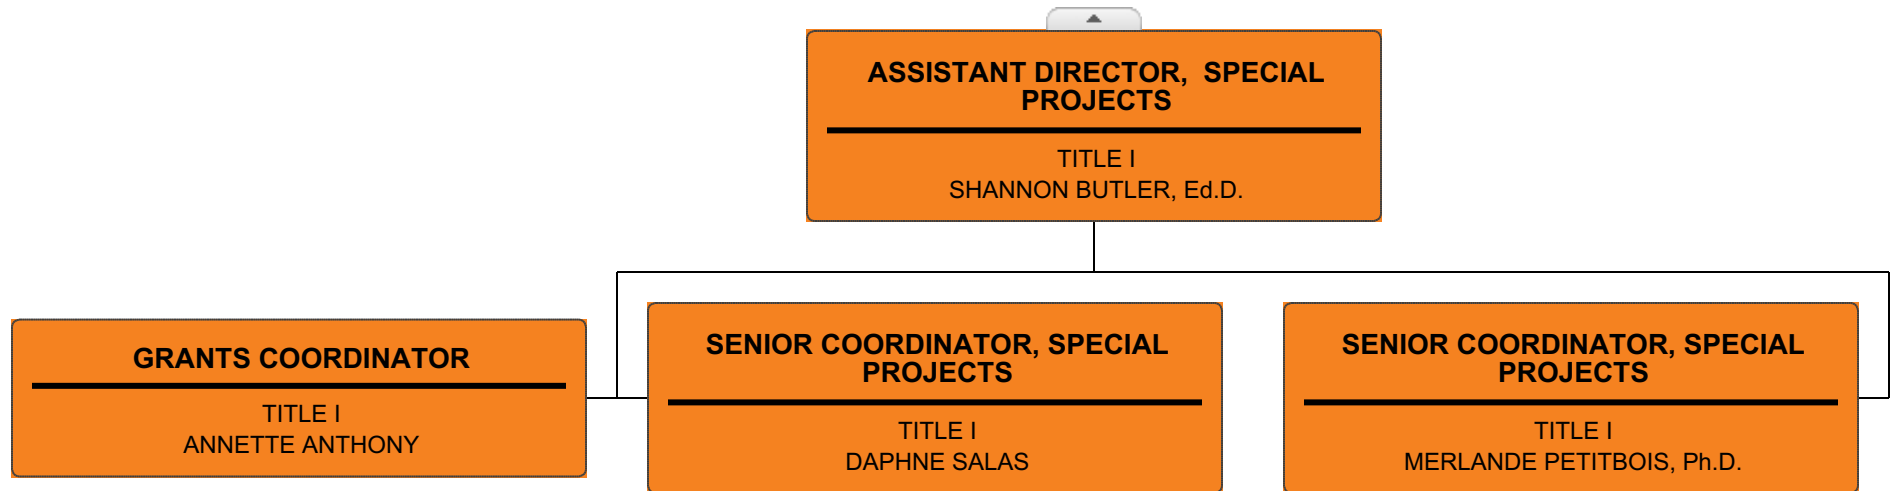 ASSISTANT DIRECTOR,  SPECIAL
PROJECTS
TITLE I
SHANNON BUTLER, Ed.D.
GRANTS COORDINATOR
TITLE I
ANNETTE ANTHONY
SENIOR COORDINATOR, SPECIAL
PROJECTS
TITLE I
DAPHNE SALAS
SENIOR COORDINATOR, SPECIAL
PROJECTS
TITLE I
MERLANDE PETITBOIS, Ph.D.